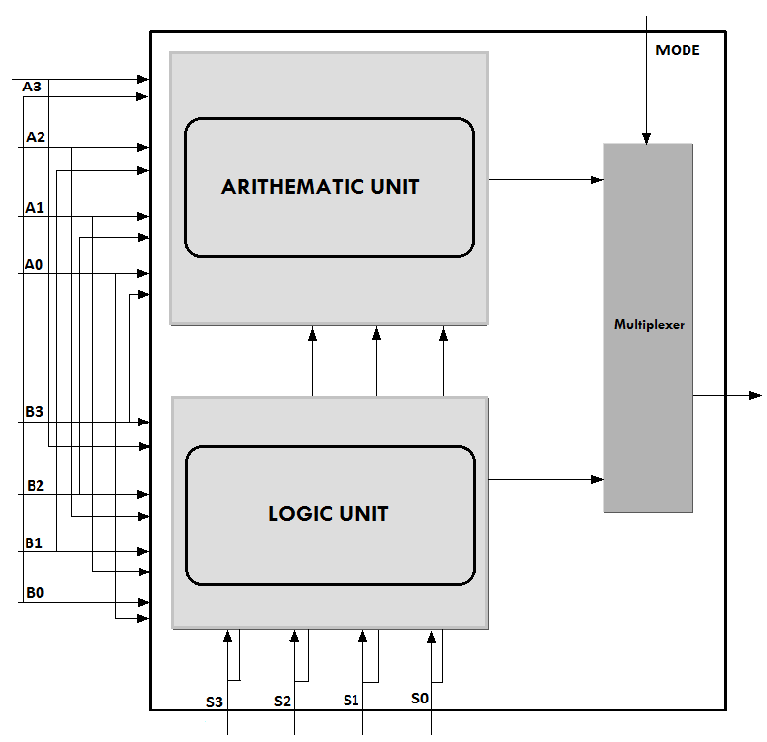 MODE
A3
A2
ARITHEMATIC UNIT
A1
A0
Multiplexer
B3
B2
LOGIC UNIT
B1
B0
S3 S2 S1 S0